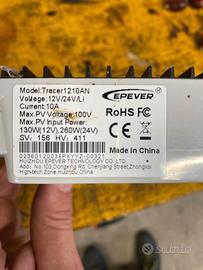 Model:Tracer1210AN
EPEVER
Voltage:12V/24V/Li
Current:10A
Max.PV Voltage:100V
RoHS FC
Max.PV Input Power:
130W(12V),260W(24V)
SV: 156 HV: 411
Made in China
HUIZHOU EPEVER TECHNOLOGY CO.,LTD.
subito